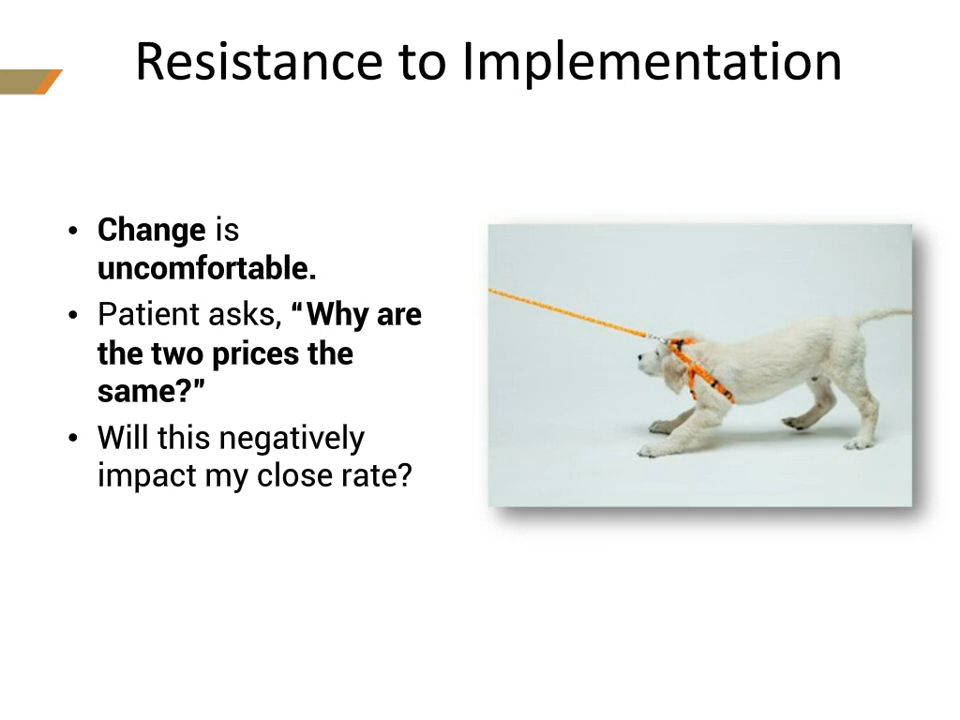 Resistance to Implementation
• Change is
uncomfortable.
• Patient asks, “Why are
the two prices the
same?”
• Will this negatively
impact my close rate?